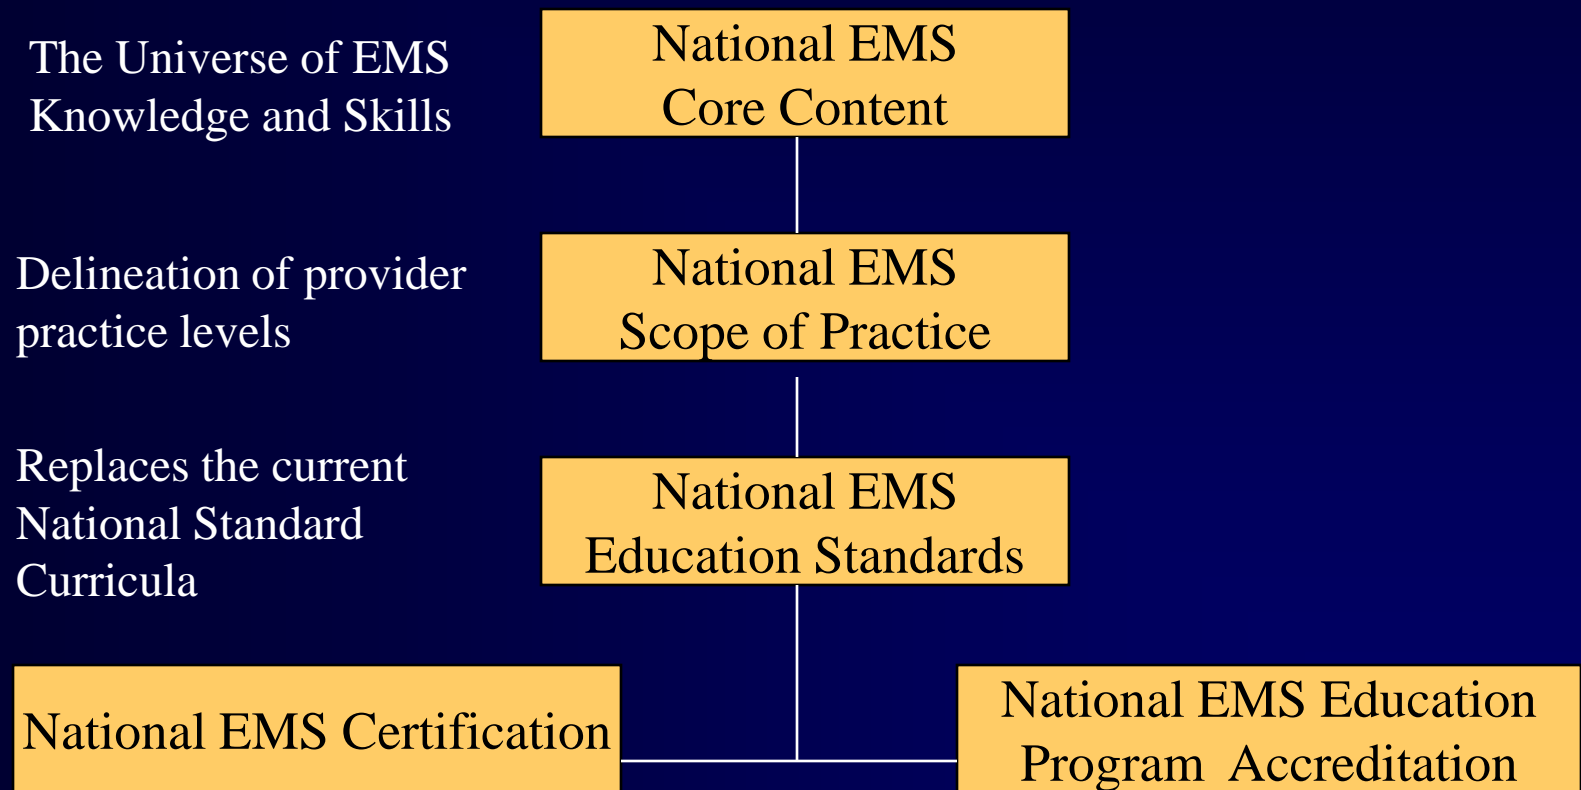 The Universe of EMS
Knowledge and Skills
National EMS
Core Content
Delineation of provider
practice levels
National EMS
Scope of Practice
Replaces the current
National Standard
Curricula
National EMS
Education Standards
National EMS Certification
National EMS Education
Program Accreditation